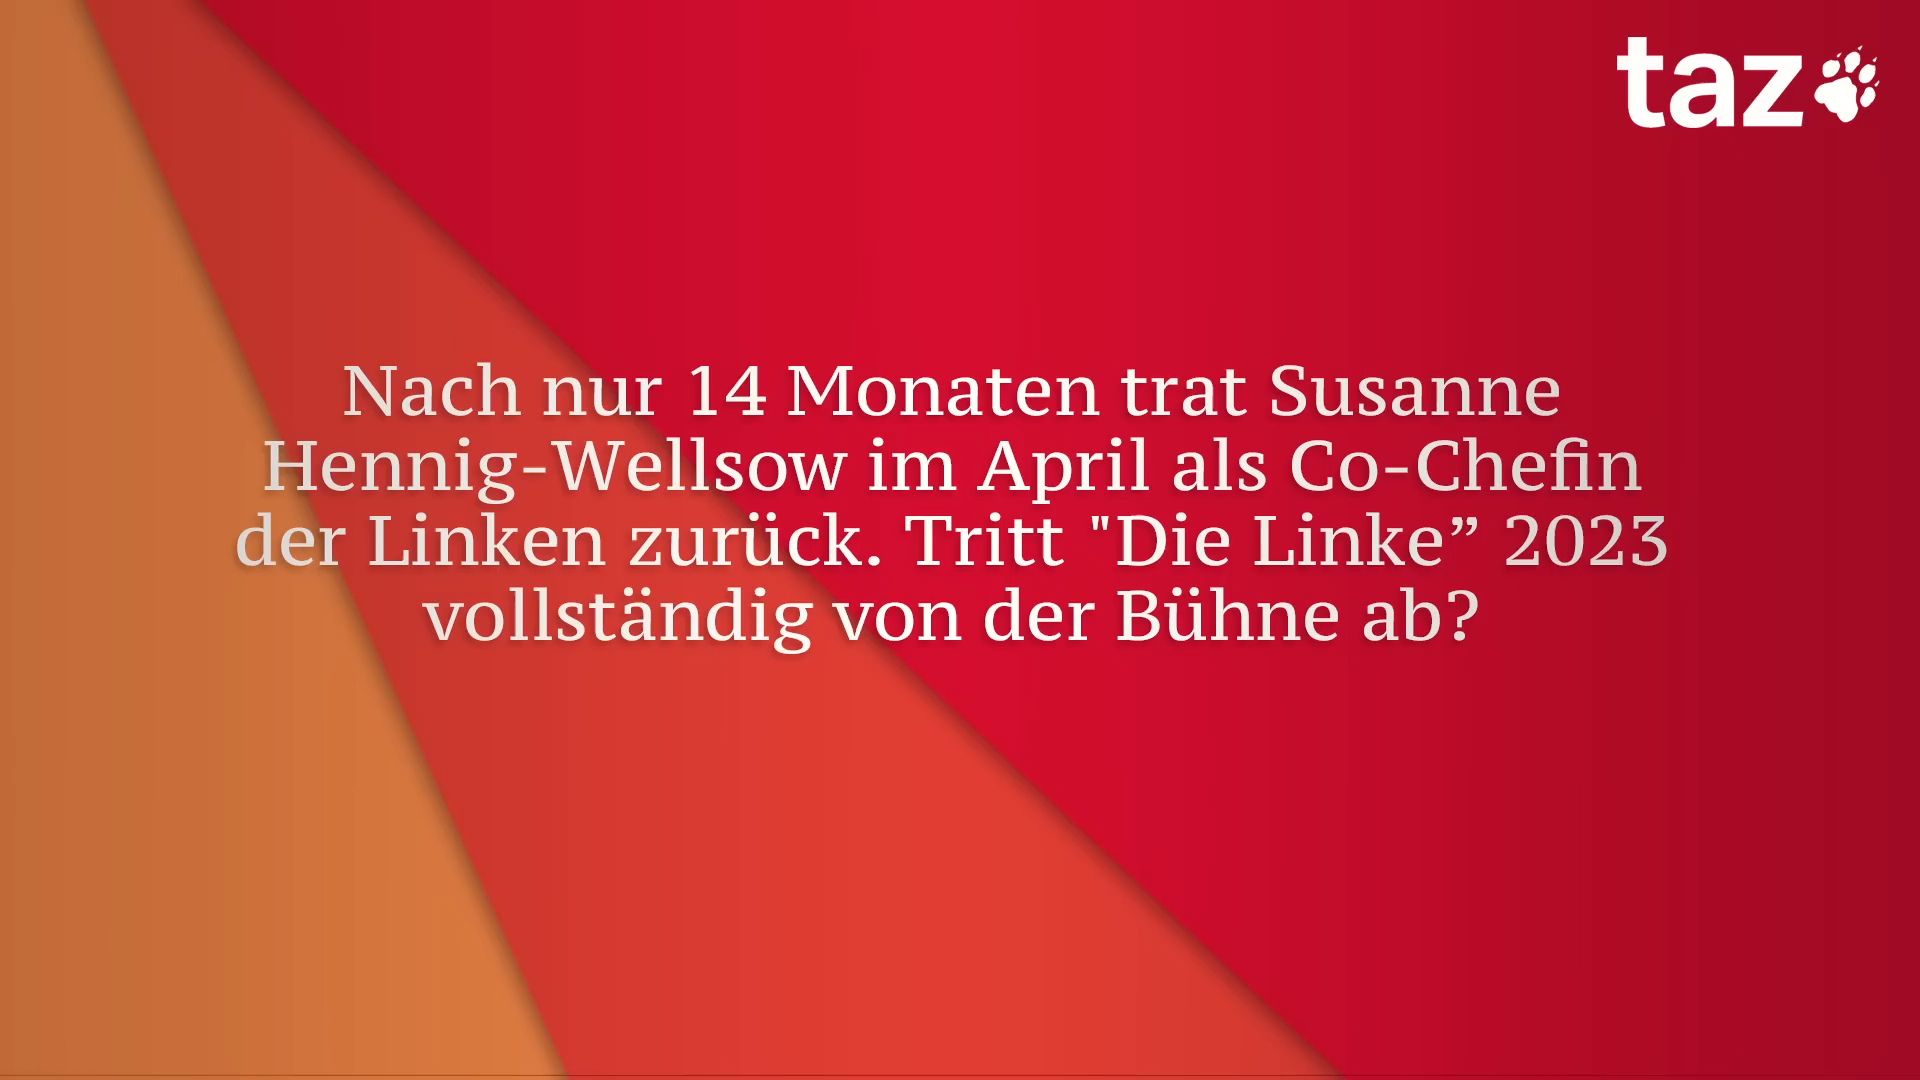 taz
Nach nur 14 Monaten trat Susanne
Hennig-Wellsow im April als Co-Chefin
der Linken zurück. Tritt "Die Linke” 2023
vollständig von der Bühne ab?